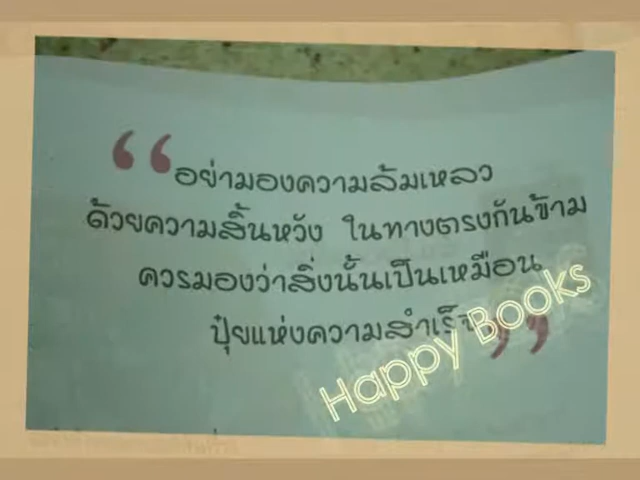 “อย่ามองความล้มเหลว
ด้วยความสิ้นหวัง ในทางตรงกันข้าม
ควรมองว่าสิ่งนั้นเป็นเหมือน
ปุ๋ยแห่งความสำเร็จ”
Happy Books